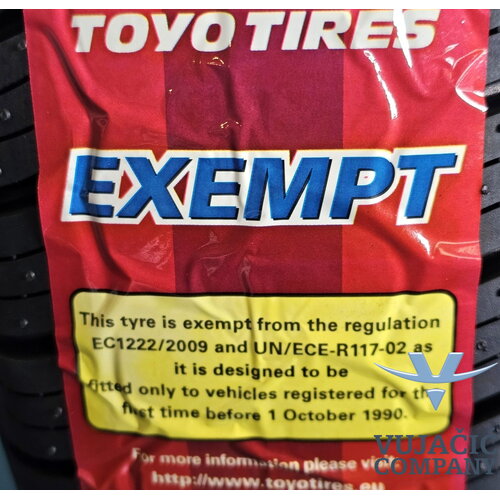 TOYO TIRES
EXEMPT
This tyre is exempt from the regulation
EC1222/2009 and UN/ECE-R117-02 as
it is designed to be
fitted only to vehicles registered for the
first time before 1 October 1990.
For more information please visit
http://www.toyotires.eu
VUJAČIĆ
COMPANY